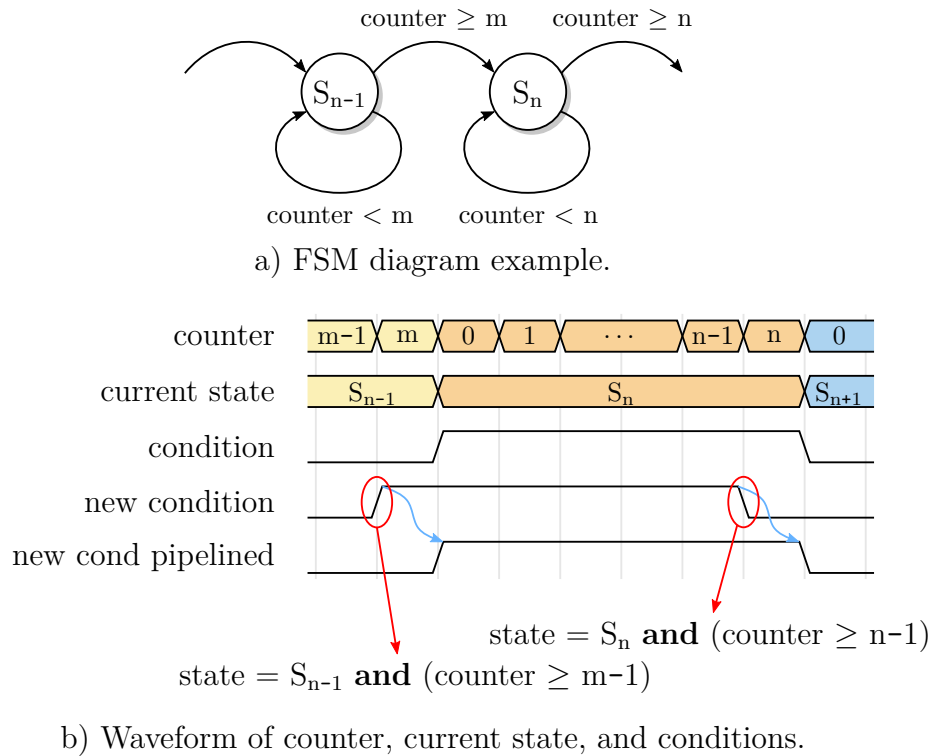 counter ≥ m counter ≥ n
Sn-1 Sn
counter < m counter < n
a) FSM diagram example.
counter m-1 m 0 1 ··· n-1 n 0
current state Sn-1 Sn Sn+1
condition
new condition
new cond pipelined
state = Sn and (counter ≥ n-1)
state = Sn-1 and (counter ≥ m-1)
b) Waveform of counter, current state, and conditions.